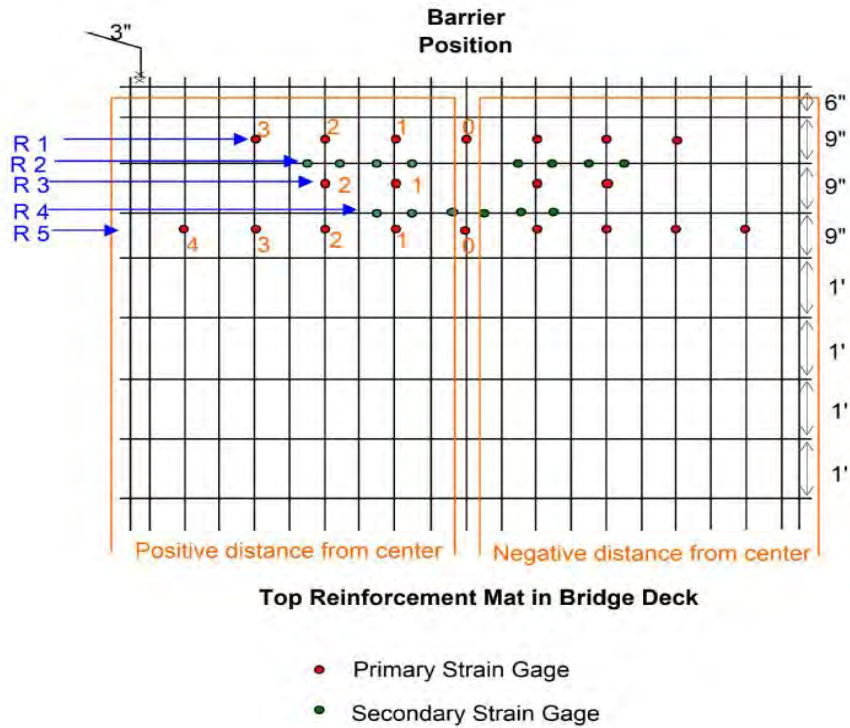 Barrier
Position
3"
6"
R 1
3 2 1 0
9"
R 2
R 3
2 1
9"
R 4
R 5
4 3 2 1 0
9"
1'
1'
1'
1'
Positive distance from center
Negative distance from center
Top Reinforcement Mat in Bridge Deck
Primary Strain Gage
Secondary Strain Gage